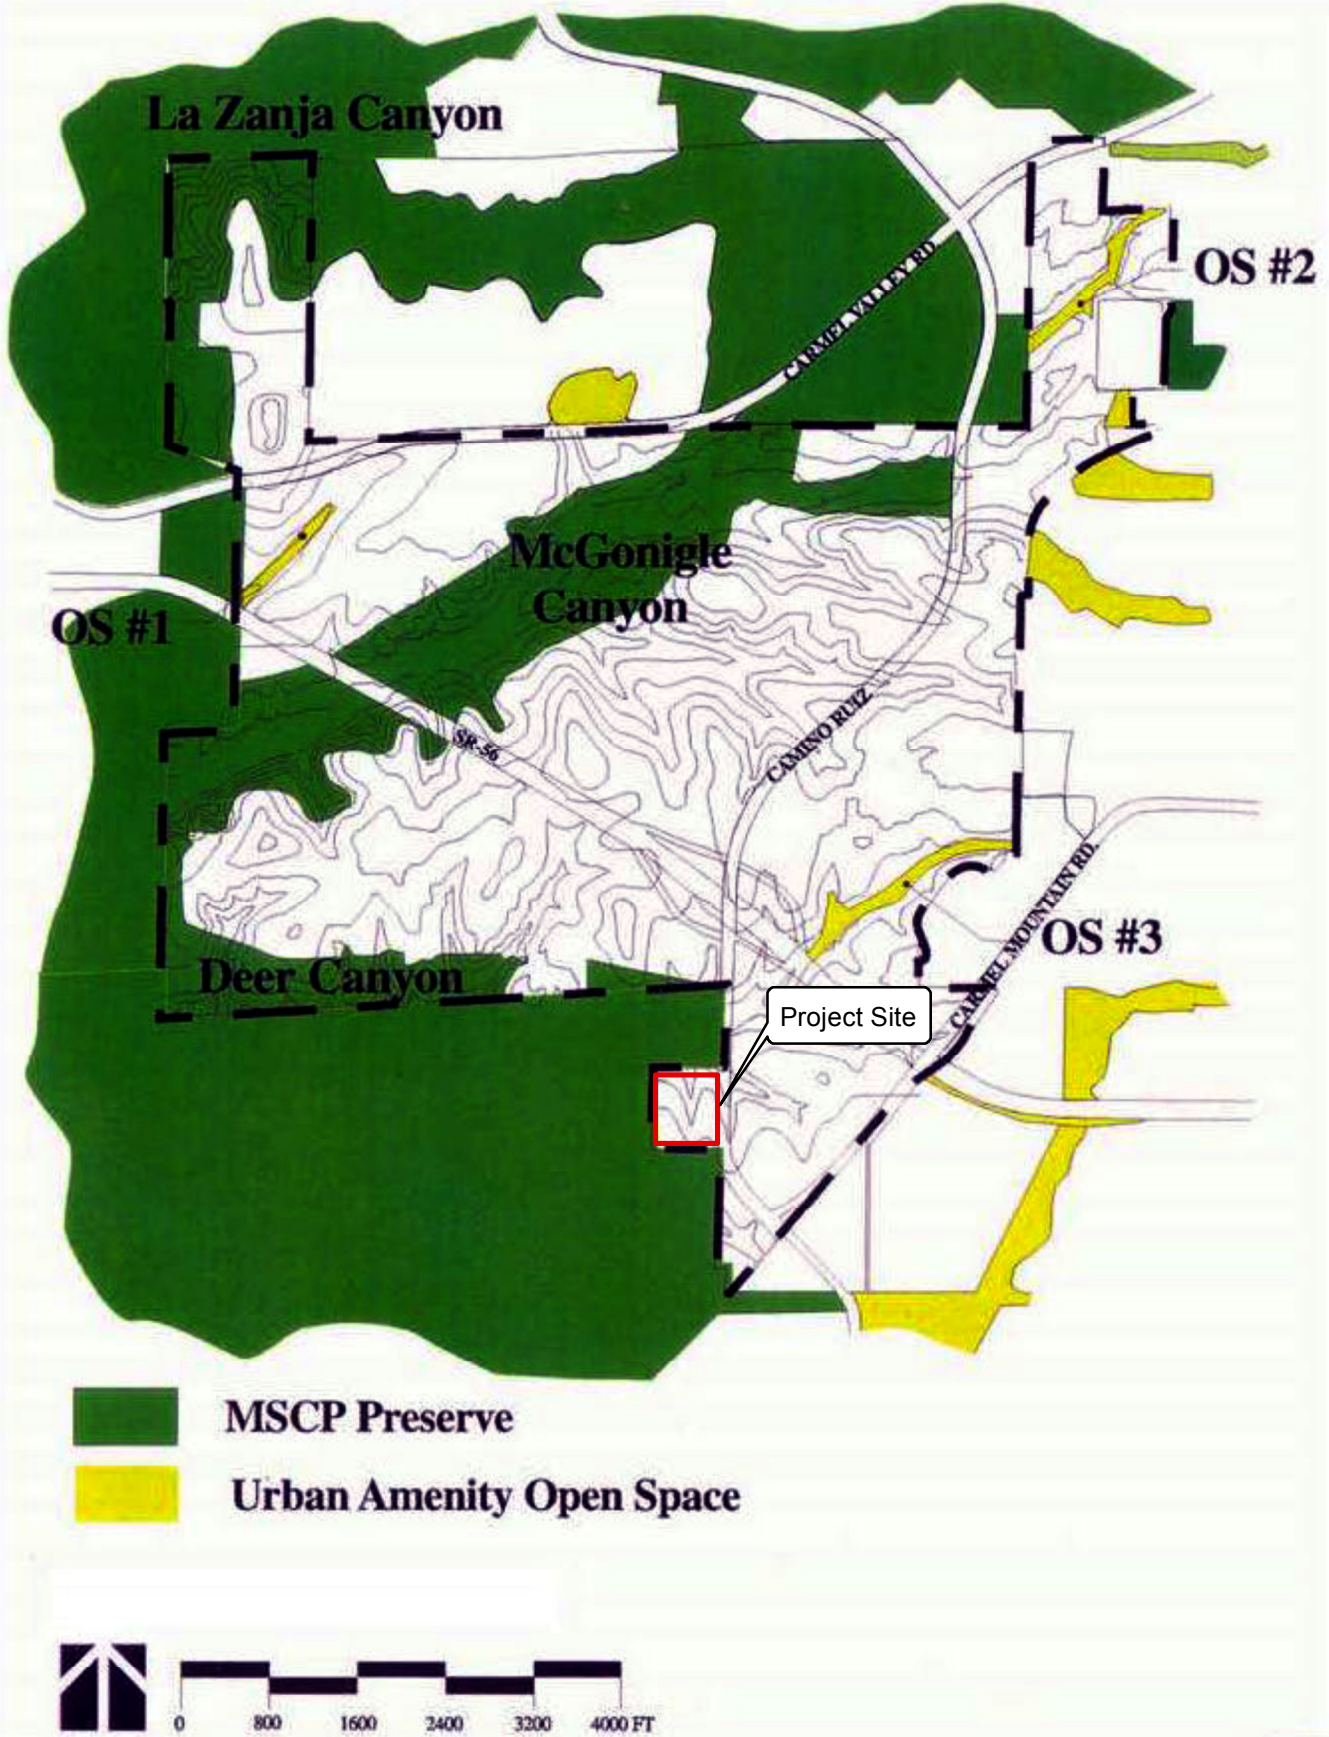 La Zanja Canyon
OS #2
CARMEL VALLEY RD
McGonigle
Canyon
OS #1
SR-56
CAMINO RUIZ
CARMEL MOUNTAIN RD.
OS #3
Deer Canyon
Project Site
MSCP Preserve
Urban Amenity Open Space
0 800 1600 2400 3200 4000 FT